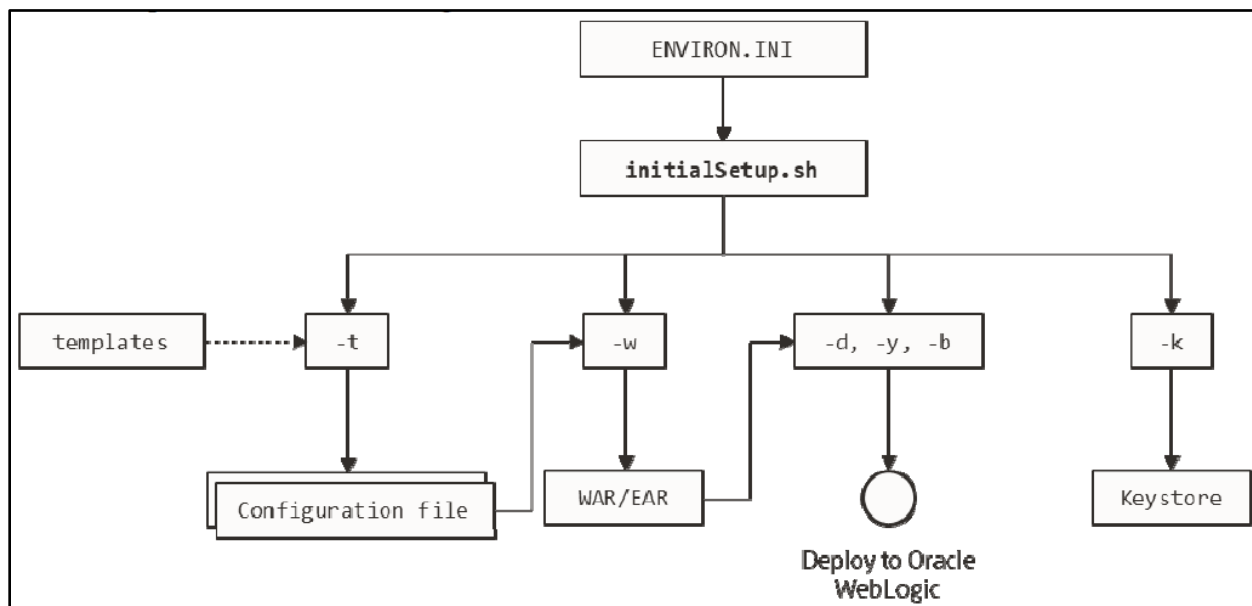 ENVIRON.INI
initialSetup.sh
templates
-t
-w
-d, -y, -b
-k
Configuration file
WAR/EAR
Keystore
Deploy to Oracle
WebLogic